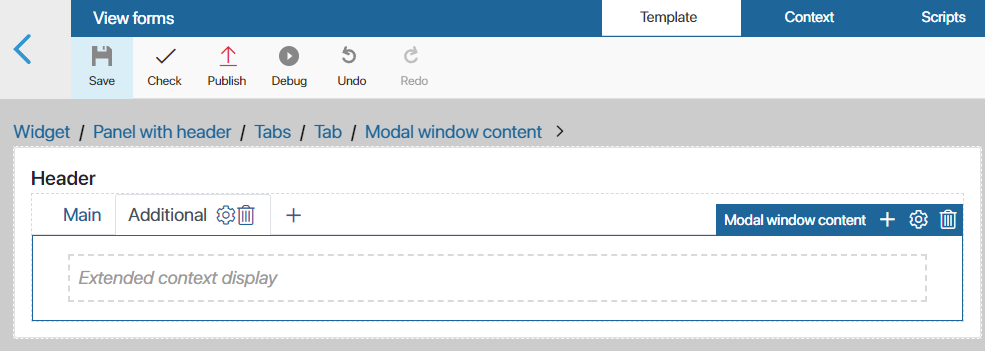 View forms Template Context Scripts
Save Check Publish Debug Undo Redo
Widget / Panel with header / Tabs / Tab / Modal window content >
Header
Main Additional + Modal window content +
Extended context display